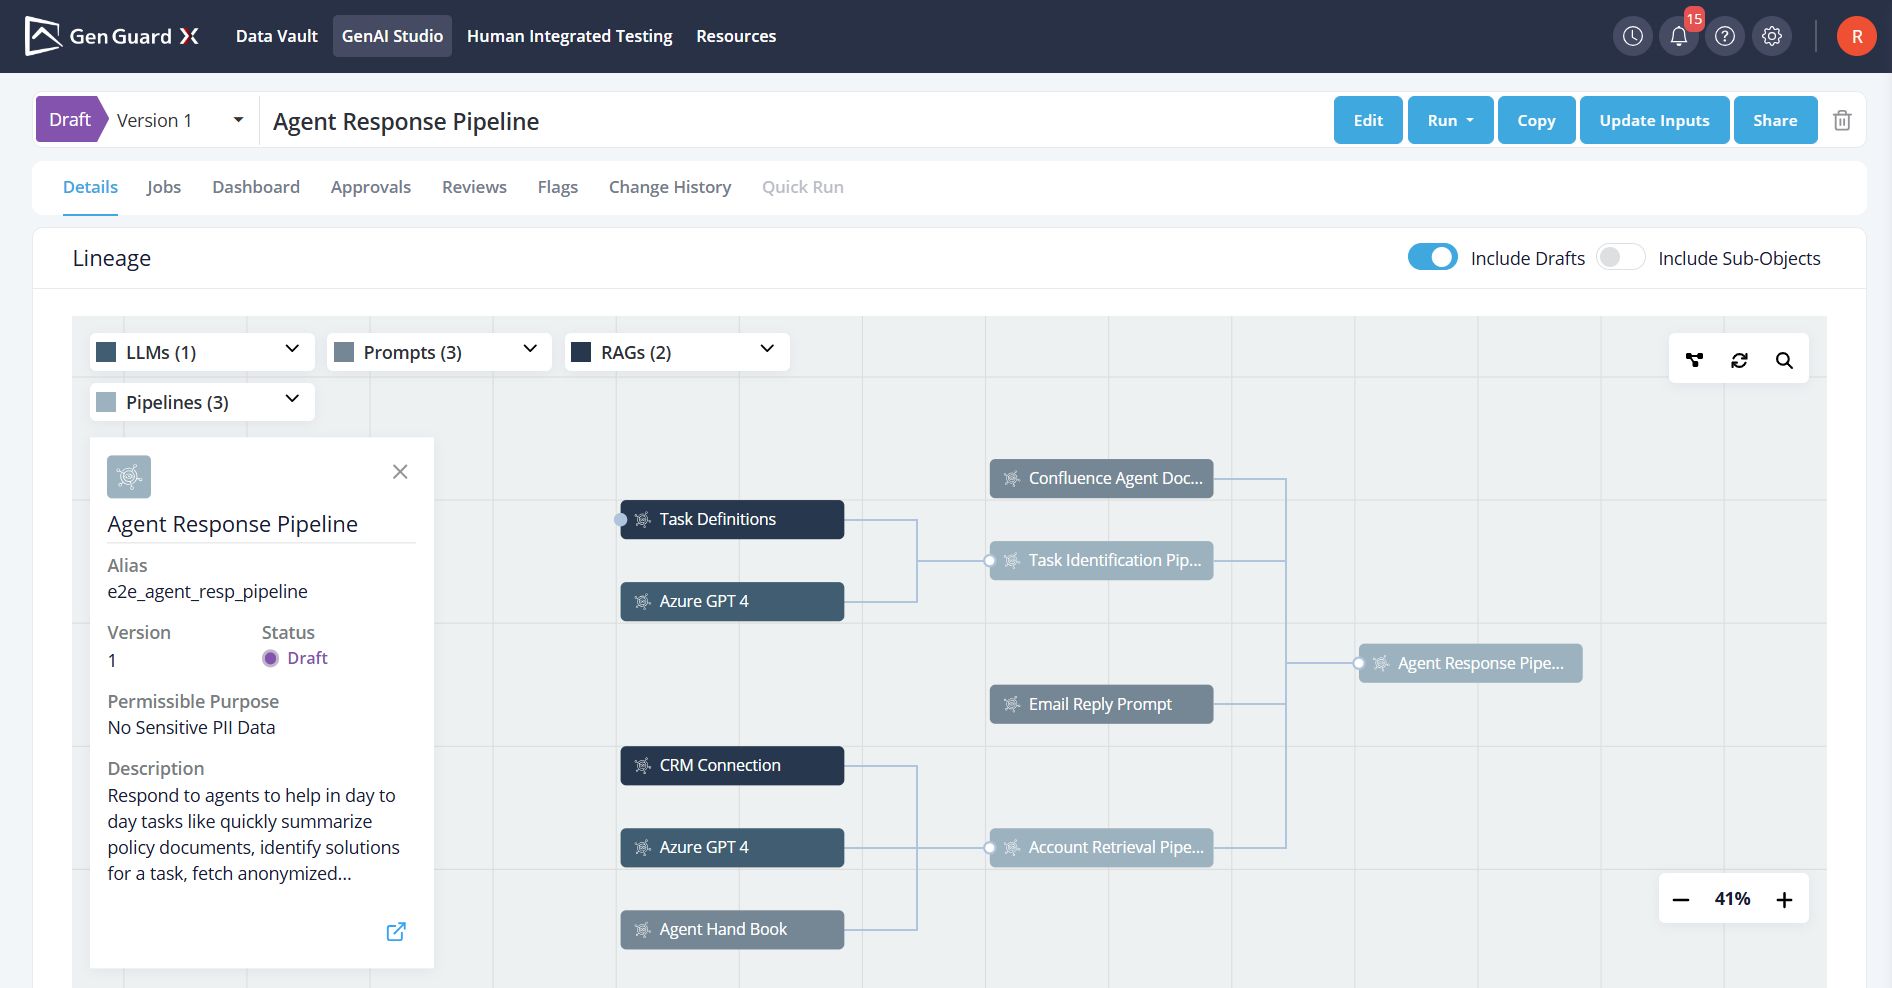 Gen Guard X
Data Vault
GenAI Studio
Human Integrated Testing
Resources
15
R
Draft
Version 1
Agent Response Pipeline
Edit
Run
Copy
Update Inputs
Share
Details
Jobs
Dashboard
Approvals
Reviews
Flags
Change History
Quick Run
Lineage
Include Drafts
Include Sub-Objects
LLMs (1)
Prompts (3)
RAGs (2)
Pipelines (3)
Agent Response Pipeline
Alias
e2e_agent_resp_pipeline
Version
1
Status
Draft
Permissible Purpose
No Sensitive PII Data
Description
Respond to agents to help in day to
day tasks like quickly summarize
policy documents, identify solutions
for a task, fetch anonymized...
Task Definitions
Azure GPT 4
CRM Connection
Azure GPT 4
Agent Hand Book
Confluence Agent Doc...
Task Identification Pip...
Email Reply Prompt
Account Retrieval Pipe...
Agent Response Pipe...
41%